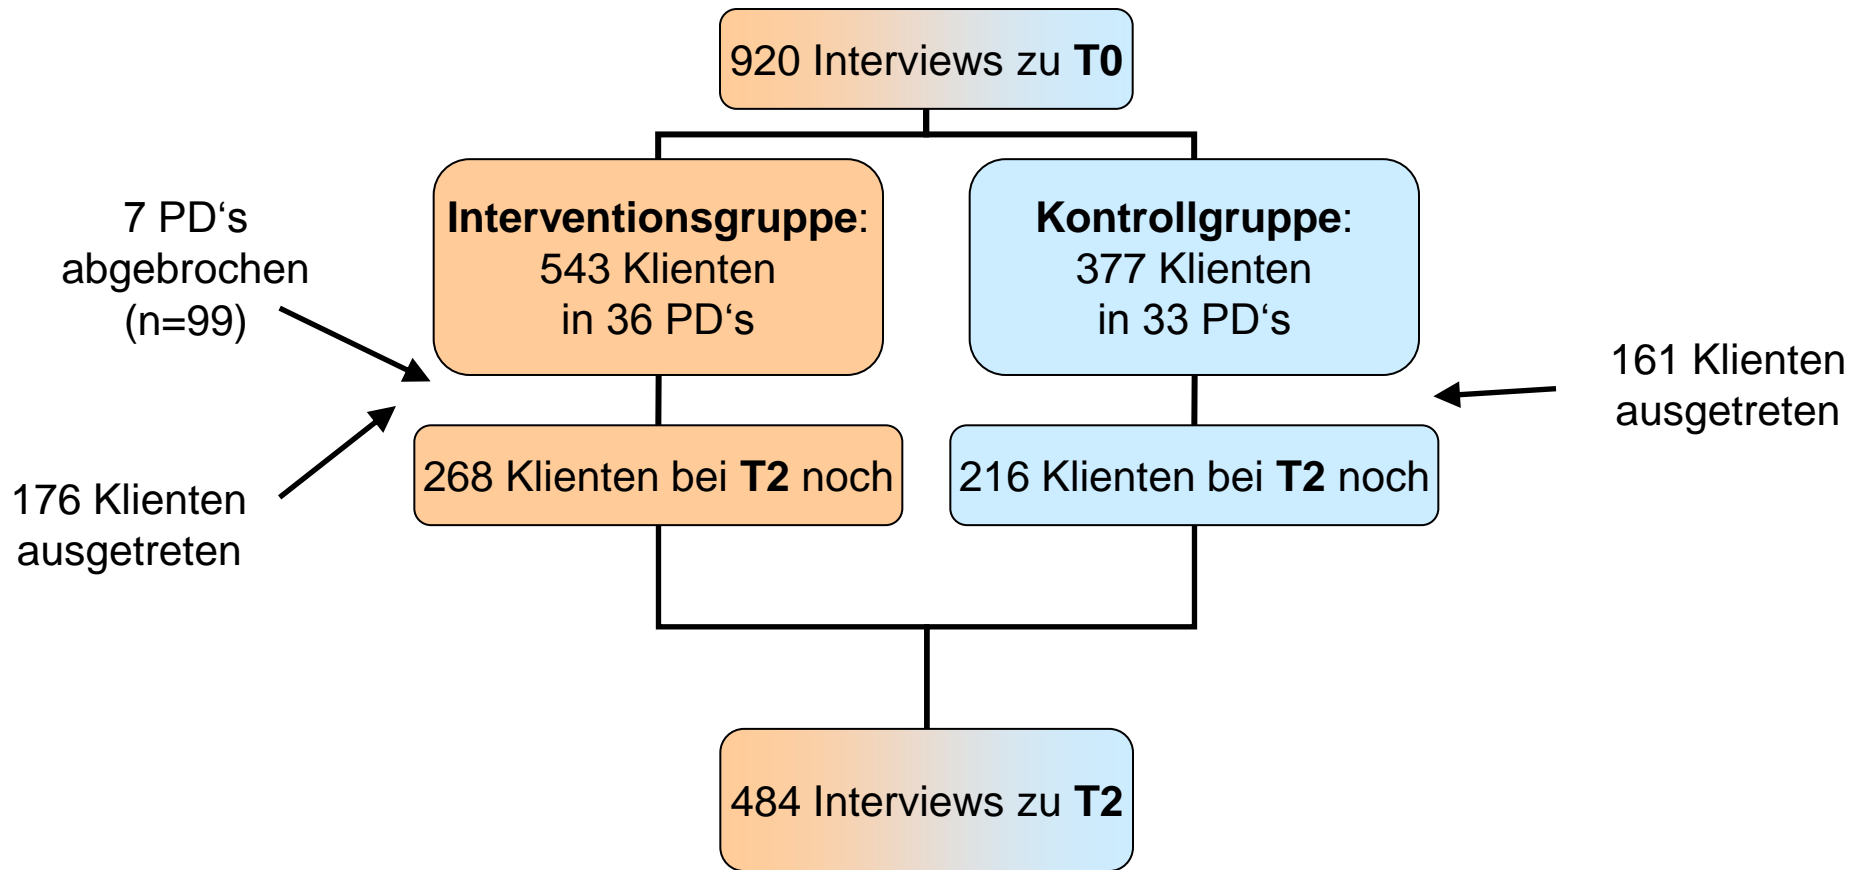 920 Interviews zu T0
7 PD‘s
abgebrochen
(n=99)
Interventionsgruppe:
543 Klienten
in 36 PD‘s
Kontrollgruppe:
377 Klienten
in 33 PD‘s
161 Klienten
ausgetreten
176 Klienten
ausgetreten
268 Klienten bei T2 noch
216 Klienten bei T2 noch
484 Interviews zu T2